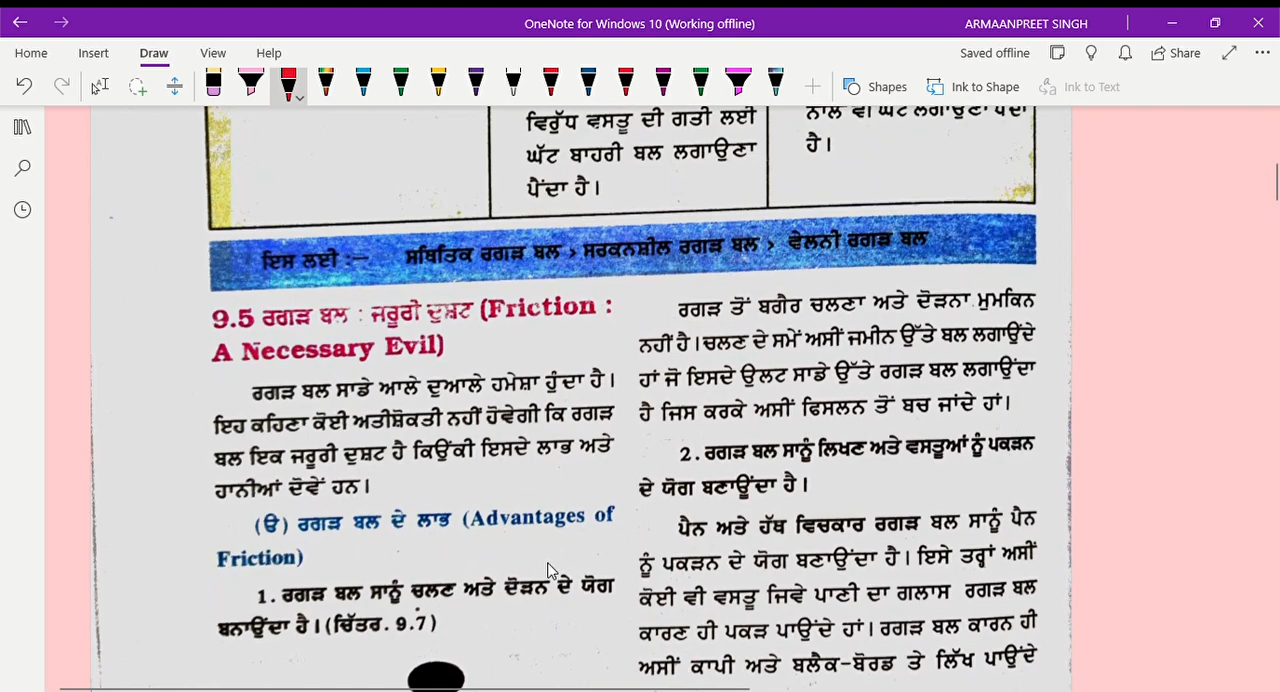 OneNote for Windows 10 (Working offline)
ARMAANPREET SINGH
Home Insert Draw View Help
Saved offline
Share
Shapes
Ink to Shape
Ink to Text
ਵਿਰੁੱਧ ਵਸਤੂ ਦੀ ਗਤੀ ਲਈ
ਘੱਟ ਬਾਹਰੀ ਬਲ ਲਗਾਉਣਾ
ਪੈਂਦਾ ਹੈ।
ਨਾਲ ਵੀ ਘੱਟ ਲਗਾਉਣਾ ਪੈਂਦਾ
ਹੈ।
ਇਸ ਲਈ :— ਸਥਿਤਿਕ ਰਗੜ ਬਲ > ਸਰਕਨਸ਼ੀਲ ਰਗੜ ਬਲ > ਵੇਲਨੀ ਰਗੜ ਬਲ
9.5 ਰਗੜ ਬਲ : ਜਰੂਰੀ ਦੁਸ਼ਟ (Friction :
A Necessary Evil)
ਰਗੜ ਬਲ ਸਾਡੇ ਆਲੇ ਦੁਆਲੇ ਹਮੇਸ਼ਾ ਹੁੰਦਾ ਹੈ।
ਇਹ ਕਹਿਣਾ ਕੋਈ ਅਤੀਸ਼ੋਕਤੀ ਨਹੀਂ ਹੋਵੇਗੀ ਕਿ ਰਗੜ
ਬਲ ਇਕ ਜਰੂਰੀ ਦੁਸ਼ਟ ਹੈ ਕਿਉਂਕੀ ਇਸਦੇ ਲਾਭ ਅਤੇ
ਹਾਨੀਆਂ ਦੋਵੇਂ ਹਨ।
(ੳ) ਰਗੜ ਬਲ ਦੇ ਲਾਭ (Advantages of
Friction)
1. ਰਗੜ ਬਲ ਸਾਨੂੰ ਚਲਣ ਅਤੇ ਦੋੜਨ ਦੇ ਯੋਗ
ਬਨਾਉਂਦਾ ਹੈ। (ਚਿੱਤਰ. 9.7)
ਰਗੜ ਤੋਂ ਬਗੈਰ ਚਲਣਾ ਅਤੇ ਦੋੜਨਾ ਮੁਮਕਿਨ
ਨਹੀਂ ਹੈ। ਚਲਣ ਦੇ ਸਮੇਂ ਅਸੀਂ ਜਮੀਨ ਉੱਤੇ ਬਲ ਲਗਾਉਂਦੇ
ਹਾਂ ਜੋ ਇਸਦੇ ਉਲਟ ਸਾਡੇ ਉੱਤੇ ਰਗੜ ਬਲ ਲਗਾਉਂਦਾ
ਹੈ ਜਿਸ ਕਰਕੇ ਅਸੀਂ ਫਿਸਲਨ ਤੋਂ ਬਚ ਜਾਂਦੇ ਹਾਂ।
2. ਰਗੜ ਬਲ ਸਾਨੂੰ ਲਿਖਣ ਅਤੇ ਵਸਤੂਆਂ ਨੂੰ ਪਕੜਨ
ਦੇ ਯੋਗ ਬਣਾਉਂਦਾ ਹੈ।
ਪੈਨ ਅਤੇ ਹੱਥ ਵਿਚਕਾਰ ਰਗੜ ਬਲ ਸਾਨੂੰ ਪੈਨ
ਨੂੰ ਪਕੜਨ ਦੇ ਯੋਗ ਬਣਾਉਂਦਾ ਹੈ। ਇਸੇ ਤਰ੍ਹਾਂ ਅਸੀਂ
ਕੋਈ ਵੀ ਵਸਤੂ ਜਿਵੇ ਪਾਣੀ ਦਾ ਗਲਾਸ ਰਗੜ ਬਲ
ਕਾਰਣ ਹੀ ਪਕੜ ਪਾਉਂਦੇ ਹਾਂ। ਰਗੜ ਬਲ ਕਾਰਨ ਹੀ
ਅਸੀਂ ਕਾਪੀ ਅਤੇ ਬਲੈਕ-ਬੋਰਡ ਤੇ ਲਿੱਖ ਪਾਉਂਦੇ